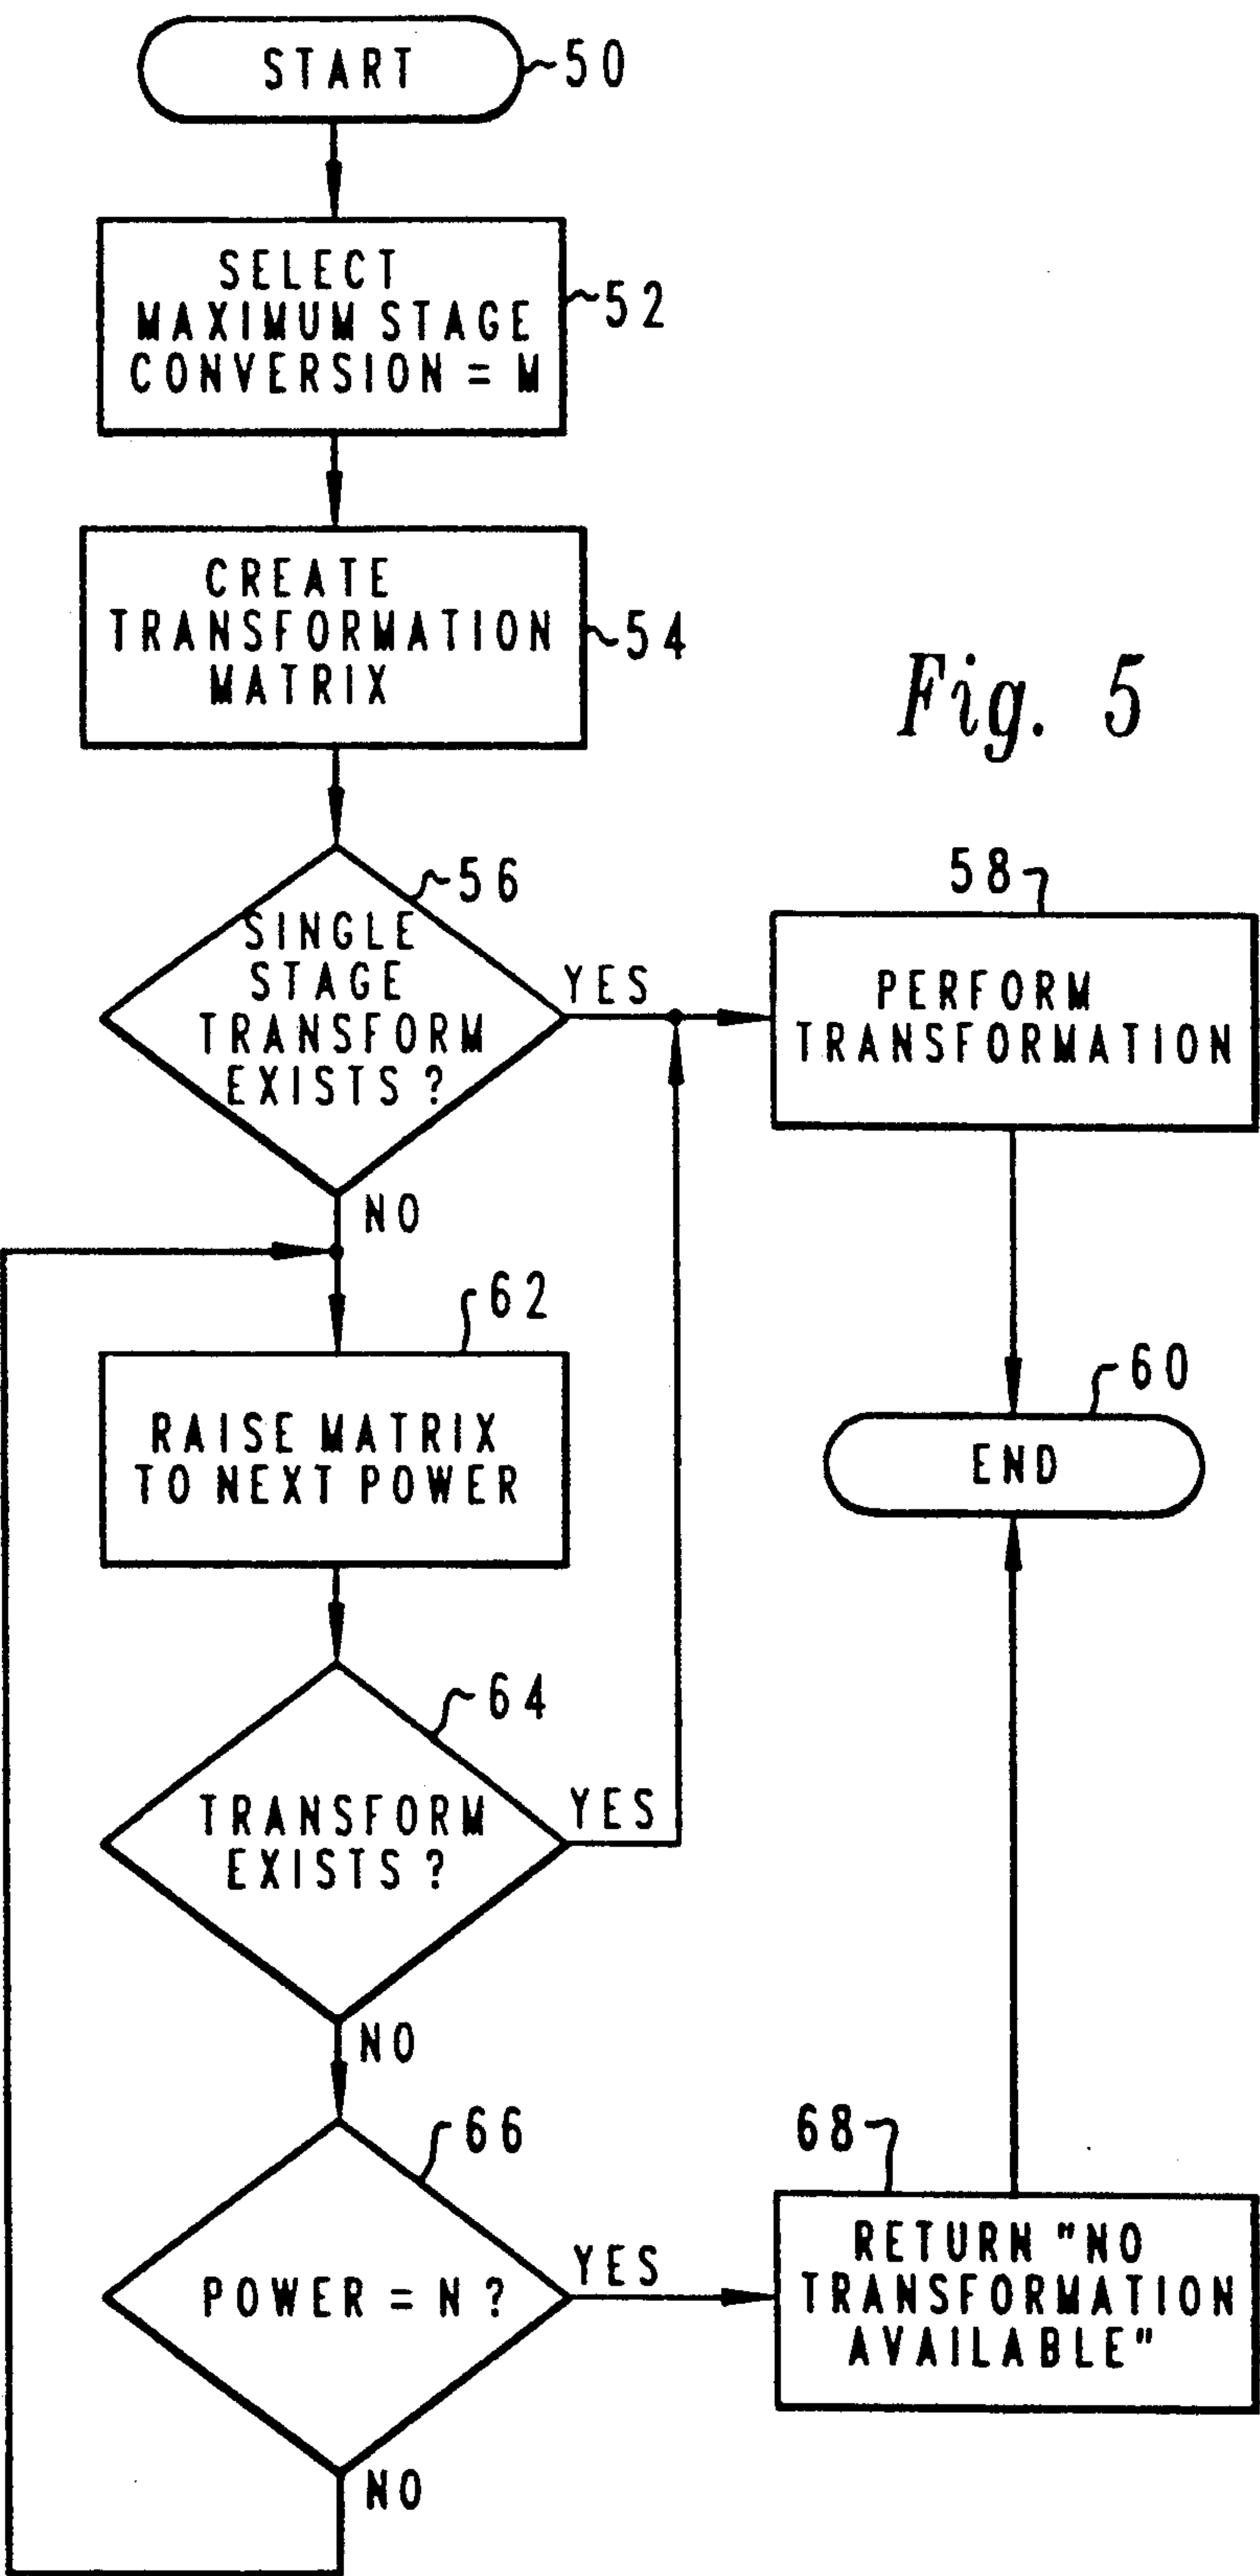 START
50
SELECT
MAXIMUM STAGE
CONVERSION = M
52
CREATE
TRANSFORMATION
MATRIX
54
Fig. 5
56
SINGLE
STAGE
TRANSFORM
EXISTS ?
YES
NO
58
PERFORM
TRANSFORMATION
62
RAISE MATRIX
TO NEXT POWER
60
END
64
TRANSFORM
EXISTS ?
YES
NO
66
POWER = N ?
YES
NO
68
RETURN "NO
TRANSFORMATION
AVAILABLE"